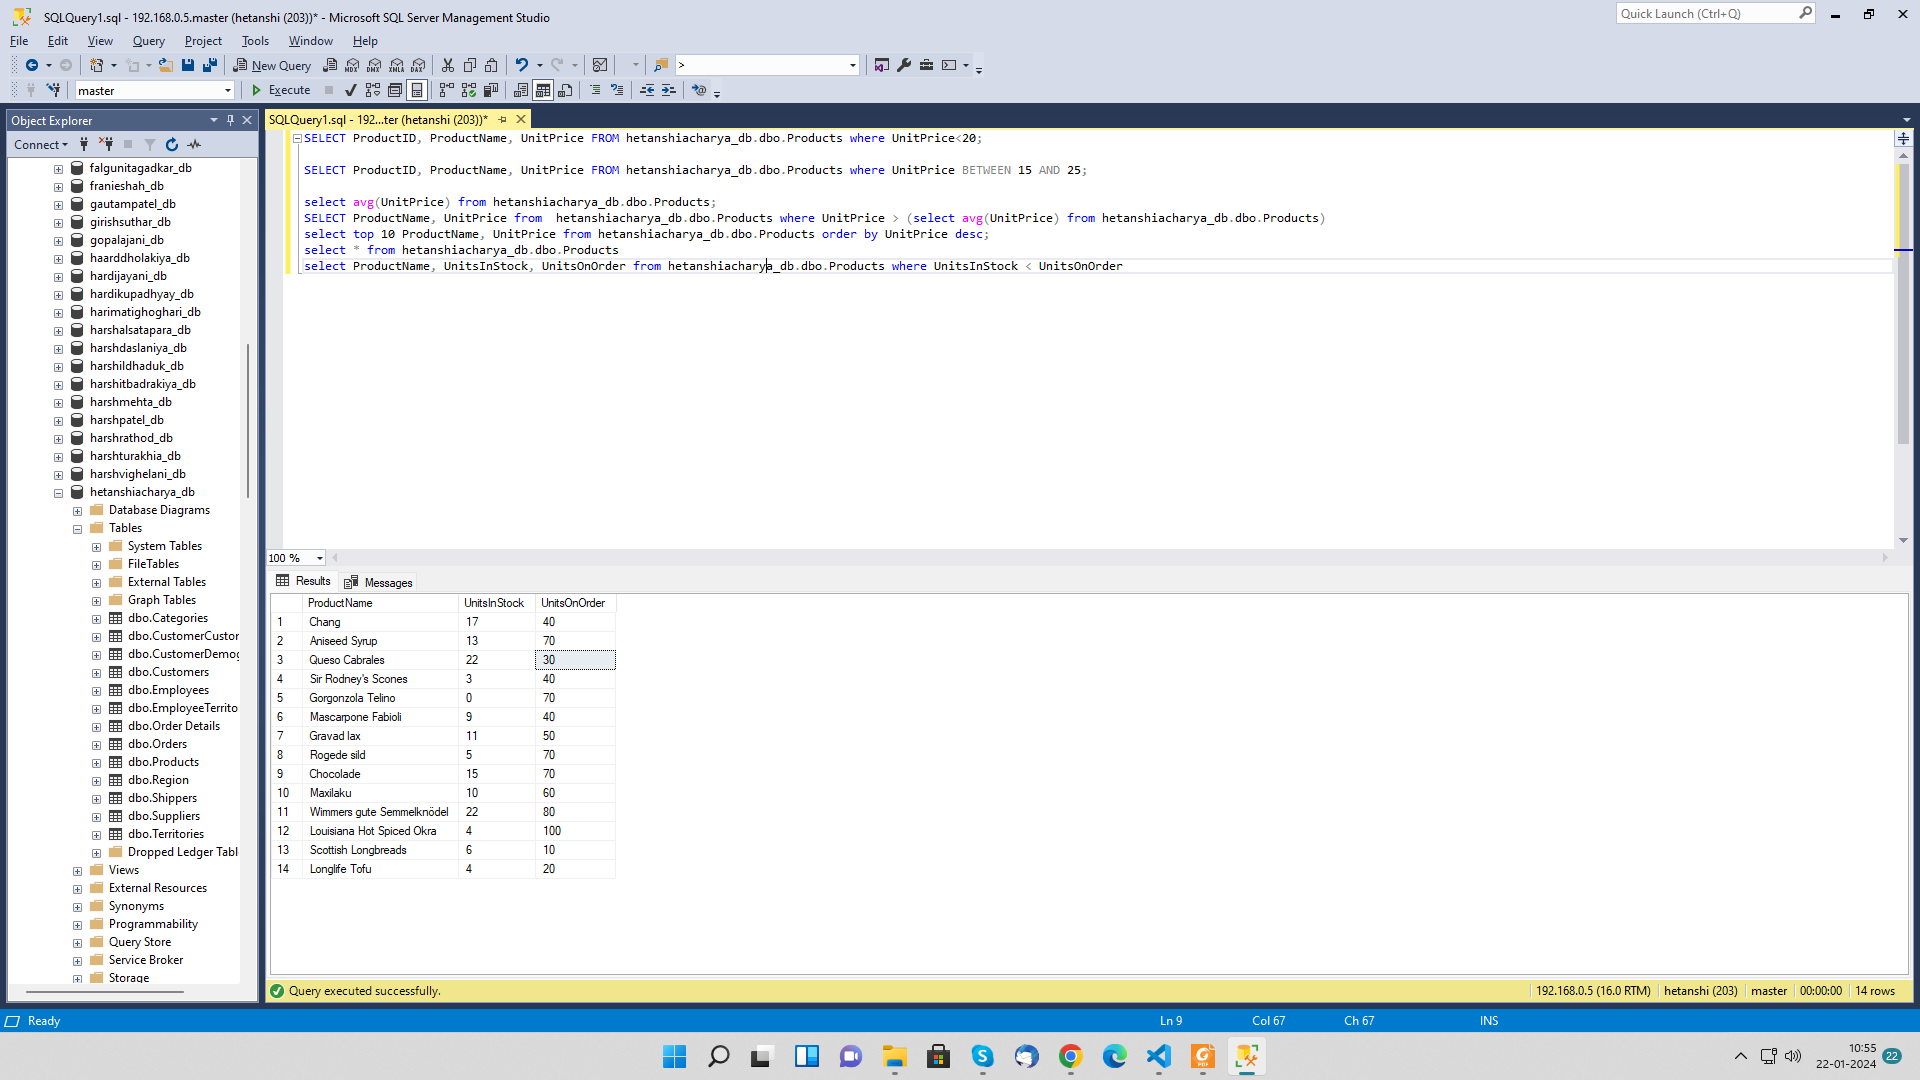 SQLQuery1.sql - 192.168.0.5.master (hetanshi (203))* - Microsoft SQL Server Management Studio
Quick Launch (Ctrl+Q)
File Edit View Query Project Tools Window Help
New Query MDX DMX XMLA DAX >
master Execute
Object Explorer
Connect
falgunitagadkar_db
franieshah_db
gautampatel_db
girishsuthar_db
gopalajani_db
haarddholakiya_db
hardijayani_db
hardikupadhyay_db
harimatighoghari_db
harshalsatapara_db
harshdaslaniya_db
harshildhaduk_db
harshitbadrakiya_db
harshmehta_db
harshpatel_db
harshrathod_db
harshturakhia_db
harshvighelani_db
hetanshiacharya_db
Database Diagrams
Tables
System Tables
FileTables
External Tables
Graph Tables
dbo.Categories
dbo.CustomerCustor
dbo.CustomerDemog
dbo.Customers
dbo.Employees
dbo.EmployeeTerrito
dbo.Order Details
dbo.Orders
dbo.Products
dbo.Region
dbo.Shippers
dbo.Suppliers
dbo.Territories
Dropped Ledger Tabl
Views
External Resources
Synonyms
Programmability
Query Store
Service Broker
Storage
SQLQuery1.sql - 192...ter (hetanshi (203))*
SELECT ProductID, ProductName, UnitPrice FROM hetanshiacharya_db.dbo.Products where UnitPrice<20;
SELECT ProductID, ProductName, UnitPrice FROM hetanshiacharya_db.dbo.Products where UnitPrice BETWEEN 15 AND 25;
select avg(UnitPrice) from hetanshiacharya_db.dbo.Products;
SELECT ProductName, UnitPrice from  hetanshiacharya_db.dbo.Products where UnitPrice > (select avg(UnitPrice) from hetanshiacharya_db.dbo.Products)
select top 10 ProductName, UnitPrice from hetanshiacharya_db.dbo.Products order by UnitPrice desc;
select * from hetanshiacharya_db.dbo.Products
select ProductName, UnitsInStock, UnitsOnOrder from hetanshiacharya_db.dbo.Products where UnitsInStock < UnitsOnOrder
100 %
Results Messages
ProductName UnitsInStock UnitsOnOrder
1 Chang 17 40
2 Aniseed Syrup 13 70
3 Queso Cabrales 22 30
4 Sir Rodney's Scones 3 40
5 Gorgonzola Telino 0 70
6 Mascarpone Fabioli 9 40
7 Gravad lax 11 50
8 Rogede sild 5 70
9 Chocolade 15 70
10 Maxilaku 10 60
11 Wimmers gute Semmelknödel 22 80
12 Louisiana Hot Spiced Okra 4 100
13 Scottish Longbreads 6 10
14 Longlife Tofu 4 20
Query executed successfully. 192.168.0.5 (16.0 RTM) hetanshi (203) master 00:00:00 14 rows
Ready Ln 9 Col 67 Ch 67 INS
10:55
22-01-2024 22